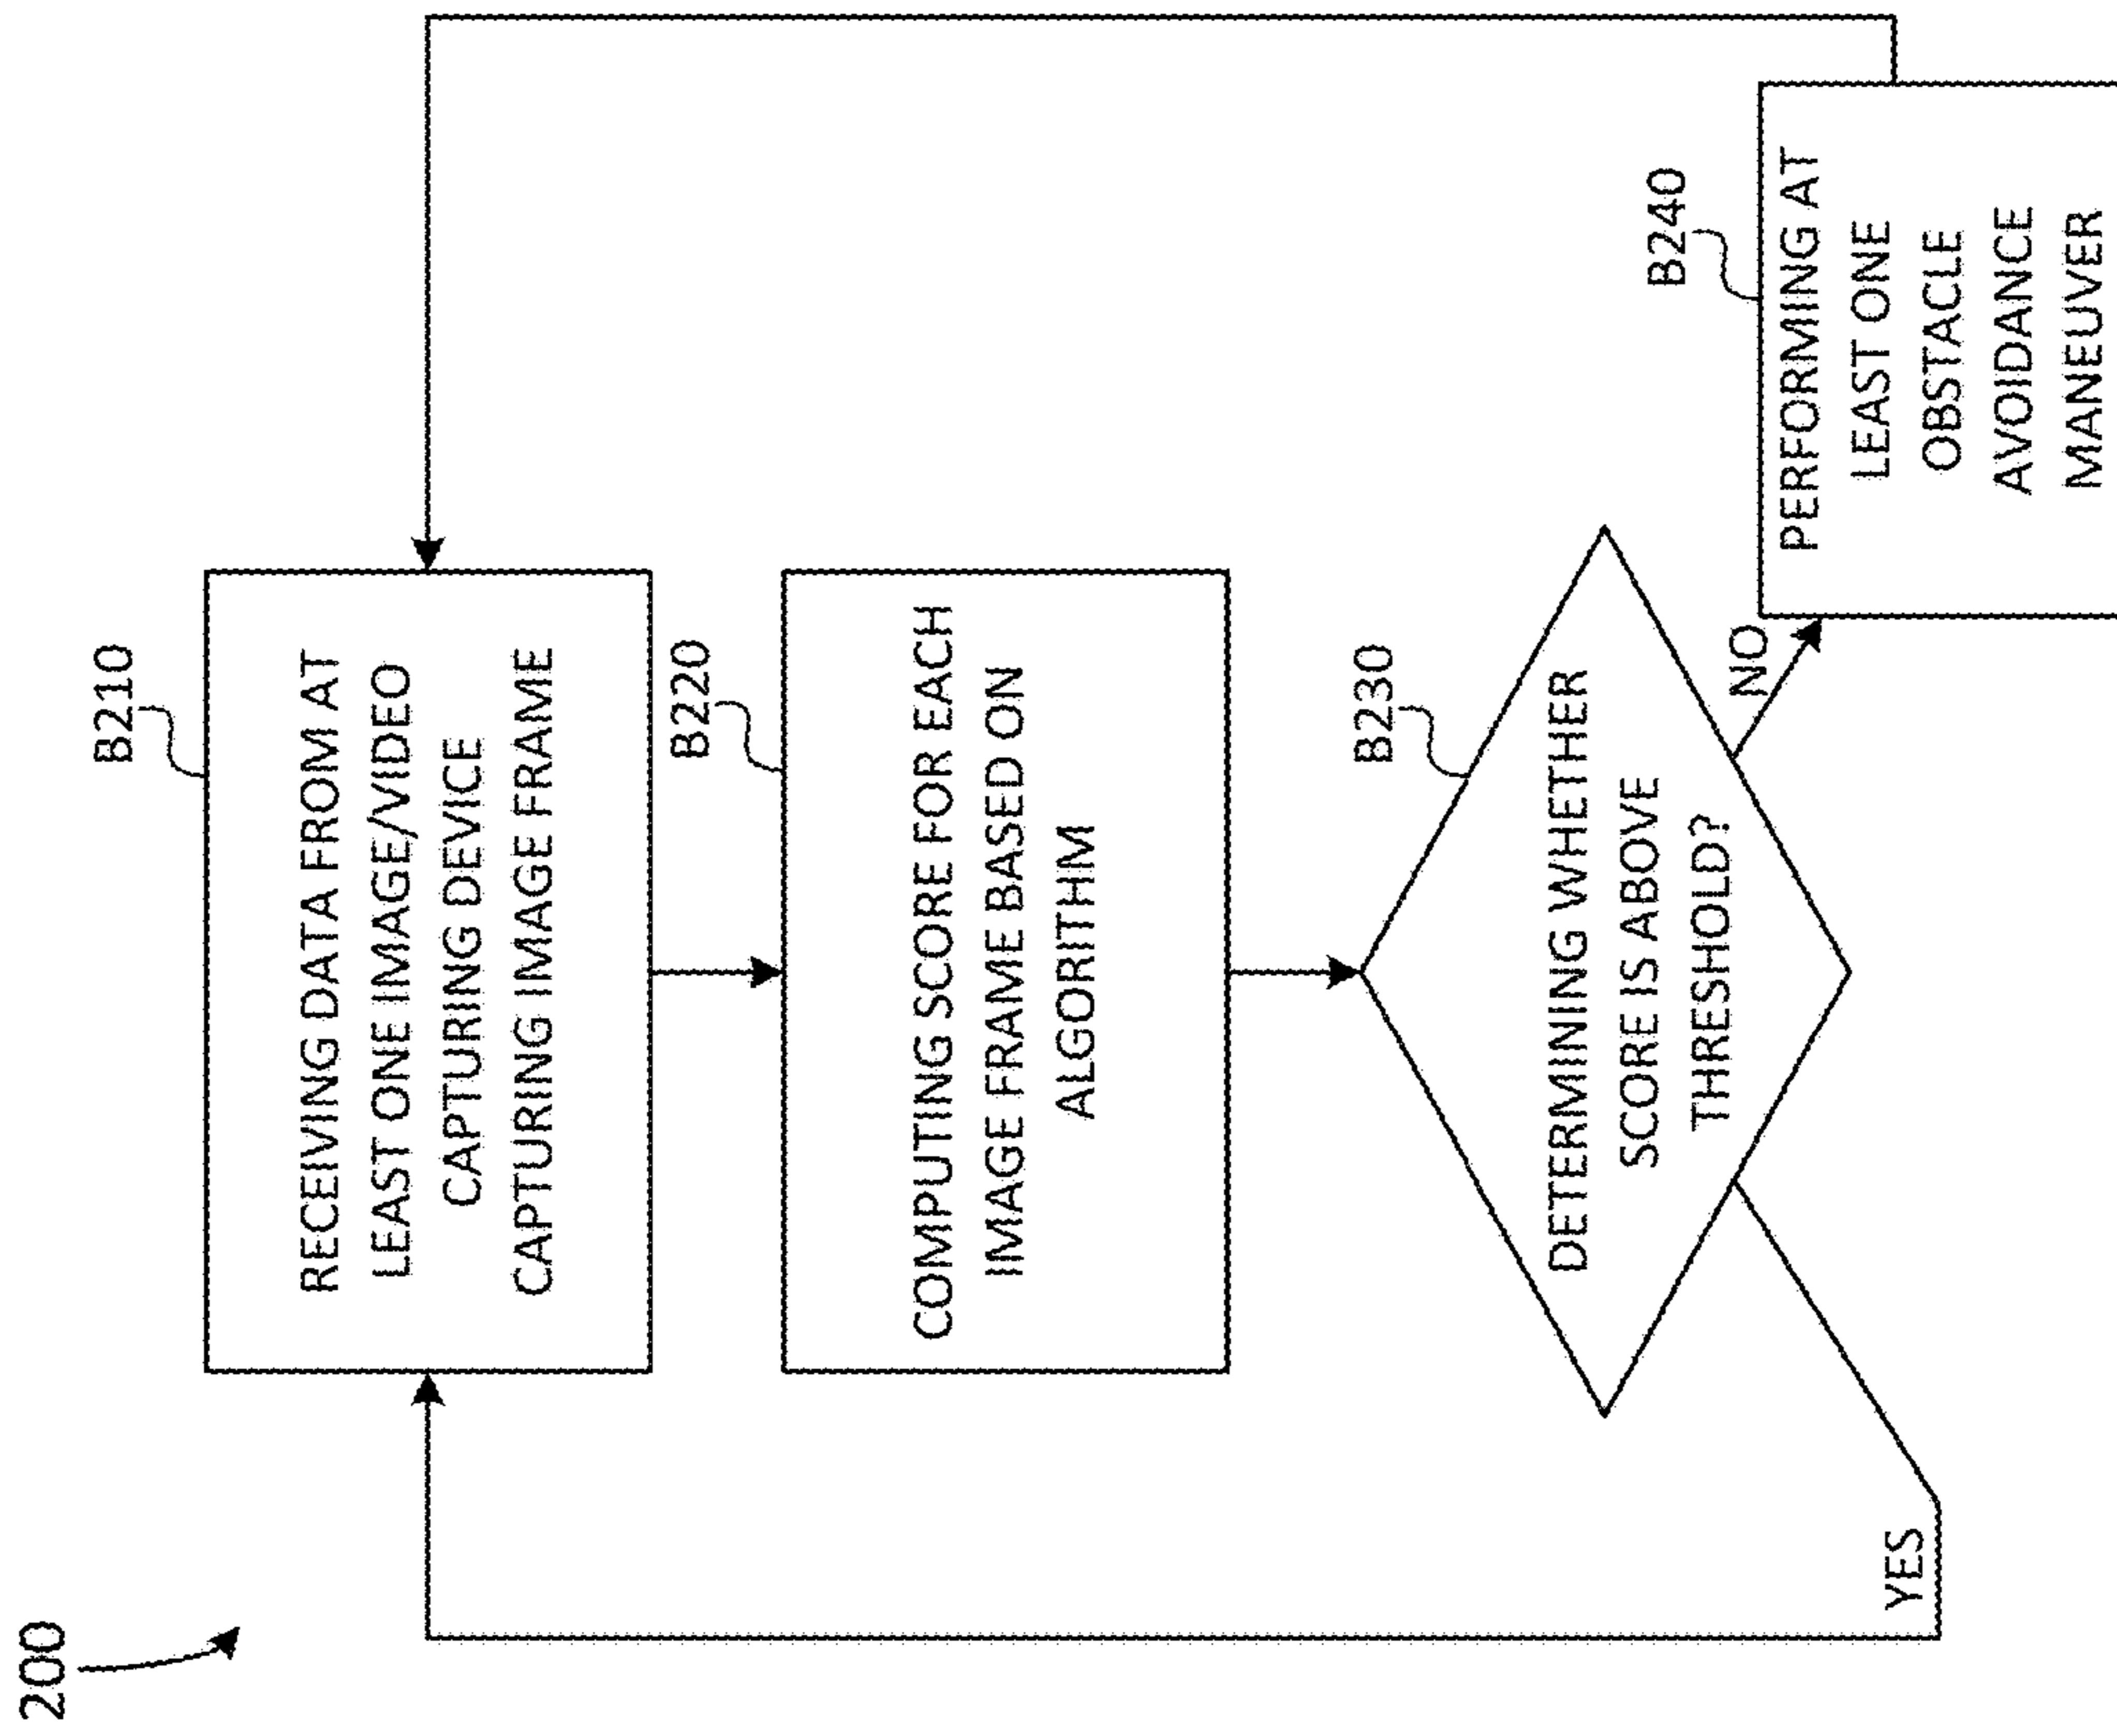 200
B210
RECEIVING DATA FROM AT
LEAST ONE IMAGE/VIDEO
CAPTURING DEVICE
CAPTURING IMAGE FRAME
B220
COMPUTING SCORE FOR EACH
IMAGE FRAME BASED ON
ALGORITHM
B230
DETERMINING WHETHER
SCORE IS ABOVE
THRESHOLD?
YES
NO
B240
PERFORMING AT
LEAST ONE
OBSTACLE
AVOIDANCE
MANEUVER